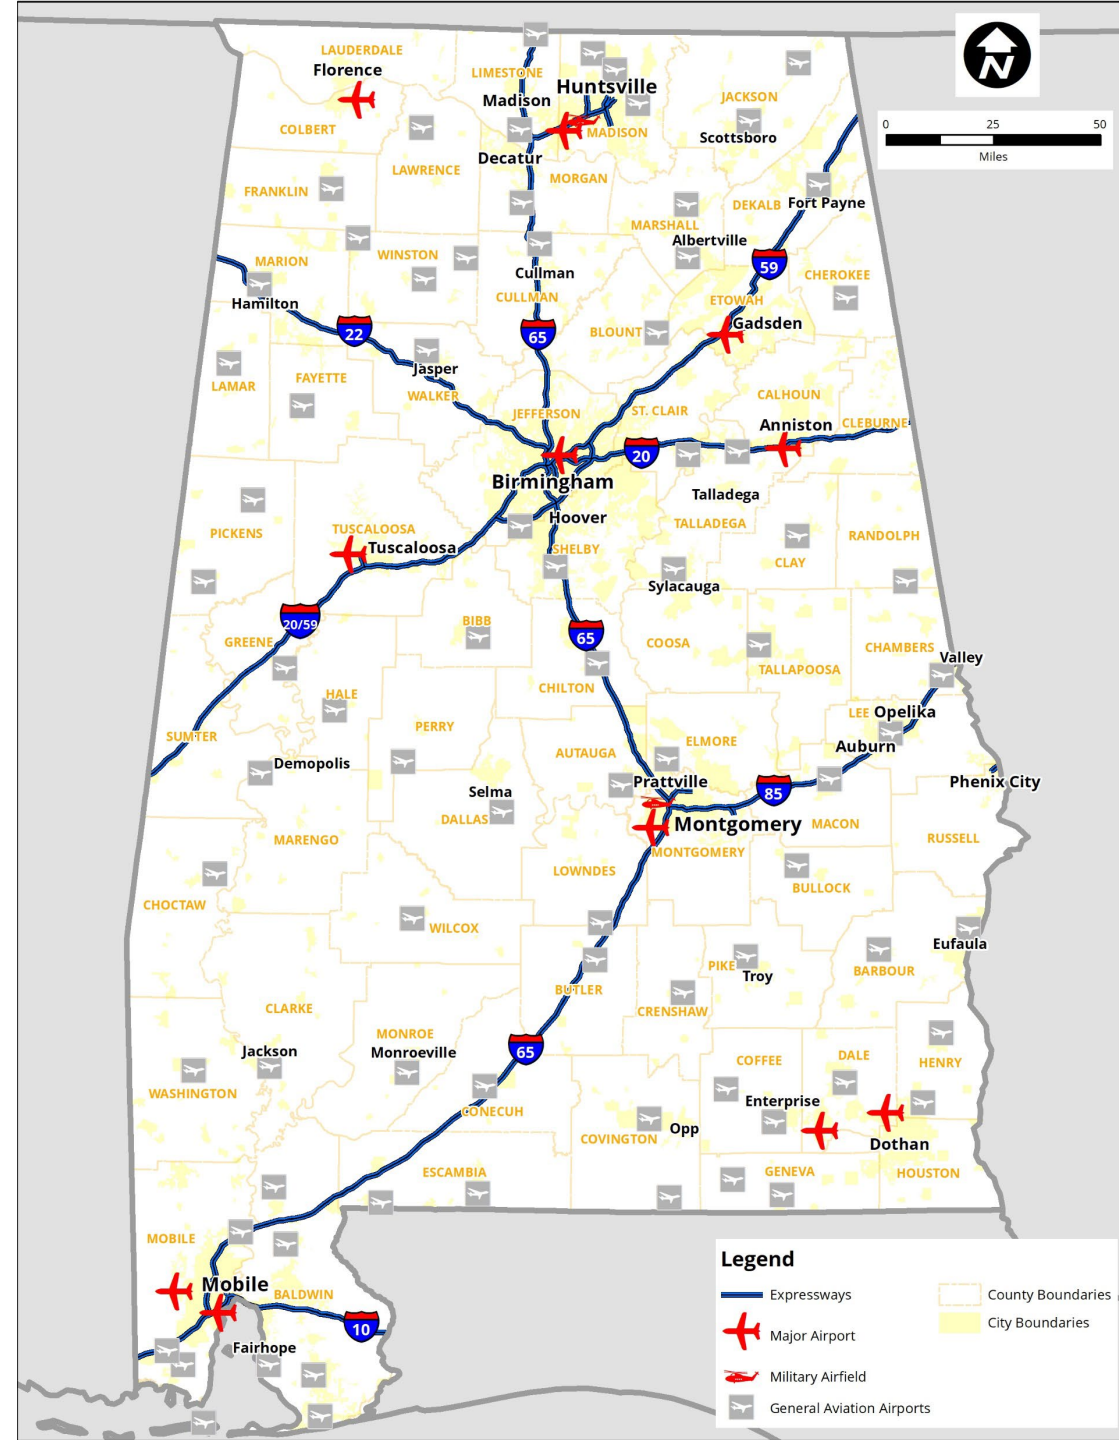 LAUDERDALE
Florence
LIMESTONE
Huntsville
Madison
JACKSON
N
0 25 50
Miles
COLBERT
MADISON
Scottsboro
Decatur
LAWRENCE
MORGAN
FRANKLIN
DEKALB
Fort Payne
MARSHALL
Albertville
WINSTON
MARION
59
CHEROKEE
Cullman
CULLMAN
Hamilton
ETOWAH
Gadsden
22
65
BLOUNT
Jasper
FAYETTE
LAMAR
WALKER
CALHOUN
JEFFERSON
ST. CLAIR
Anniston
CLEBURNE
20
Birmingham
Talladega
Hoover
TALLADEGA
PICKENS
TUSCALOOSA
Tuscaloosa
RANDOLPH
SHELBY
CLAY
Sylacauga
20/59
BIBB
GREENE
65
COOSA
CHAMBERS
Valley
TALLAPOOSA
CHILTON
HALE
LEE
Opelika
PERRY
SUMTER
ELMORE
AUTAUGA
Auburn
Demopolis
Prattville
Phenix City
Selma
85
DALLAS
Montgomery
MACON
MARENGO
RUSSELL
MONTGOMERY
LOWNDES
BULLOCK
CHOCTAW
WILCOX
Eufaula
PIKE
Troy
BARBOUR
BUTLER
CLARKE
CRENSHAW
MONROE
Monroeville
65
Jackson
COFFEE
DALE
HENRY
WASHINGTON
Enterprise
CONECUH
Opp
COVINGTON
Dothan
ESCAMBIA
GENEVA
HOUSTON
MOBILE
Mobile
BALDWIN
10
Fairhope
Legend
Expressways
Major Airport
Military Airfield
General Aviation Airports
County Boundaries
City Boundaries